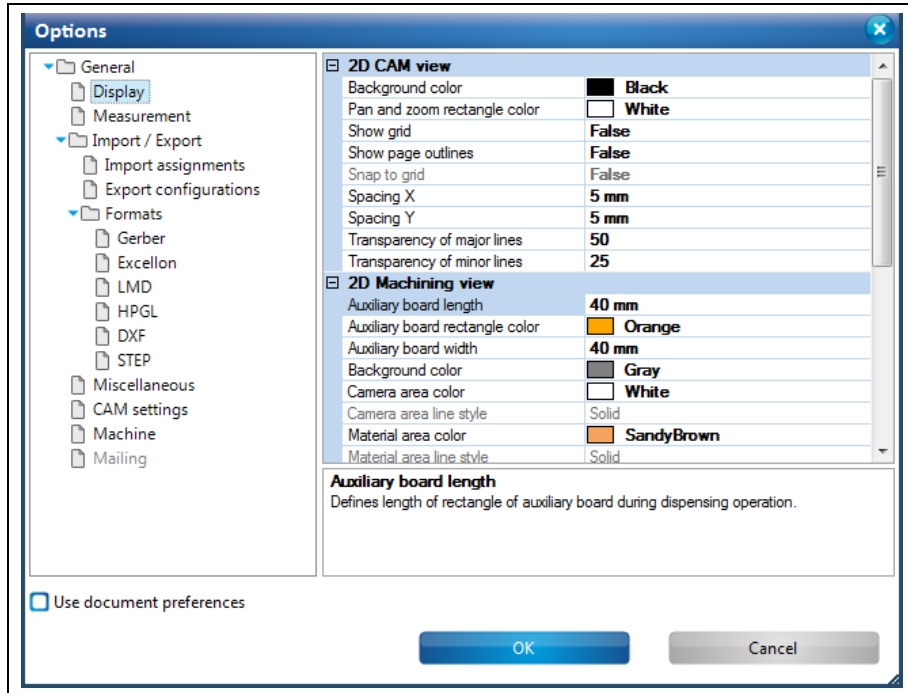 Options
General
Display
Measurement
Import / Export
Import assignments
Export configurations
Formats
Gerber
Excellon
LMD
HPGL
DXF
STEP
Miscellaneous
CAM settings
Machine
Mailing
2D CAM view
Background color Black
Pan and zoom rectangle color White
Show grid False
Show page outlines False
Snap to grid False
Spacing X 5 mm
Spacing Y 5 mm
Transparency of major lines 50
Transparency of minor lines 25
2D Machining view
Auxiliary board length 40 mm
Auxiliary board rectangle color Orange
Auxiliary board width 40 mm
Background color Gray
Camera area color White
Camera area line style Solid
Material area color SandyBrown
Material area line style Solid
Auxiliary board length
Defines length of rectangle of auxiliary board during dispensing operation.
Use document preferences
OK Cancel